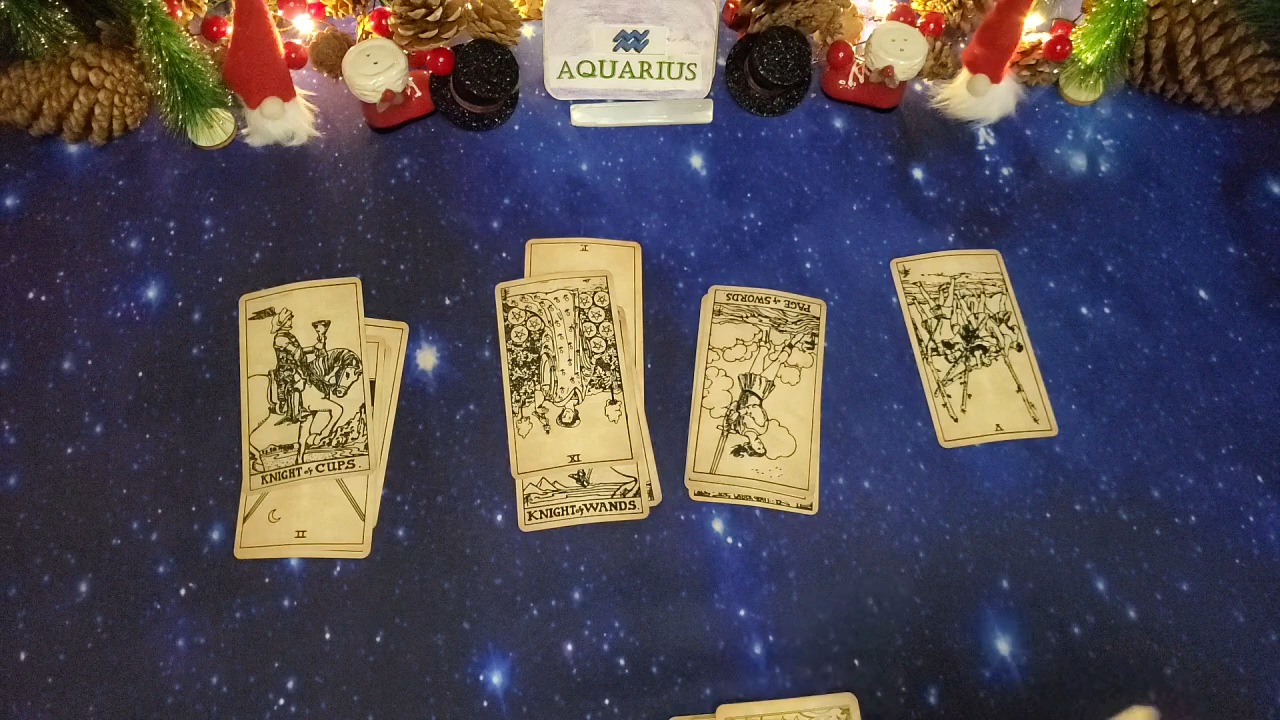 AQUARIUS
KNIGHT of CUPS.
II
I
XI
KNIGHT of WANDS.
PAGE of SWORDS
V